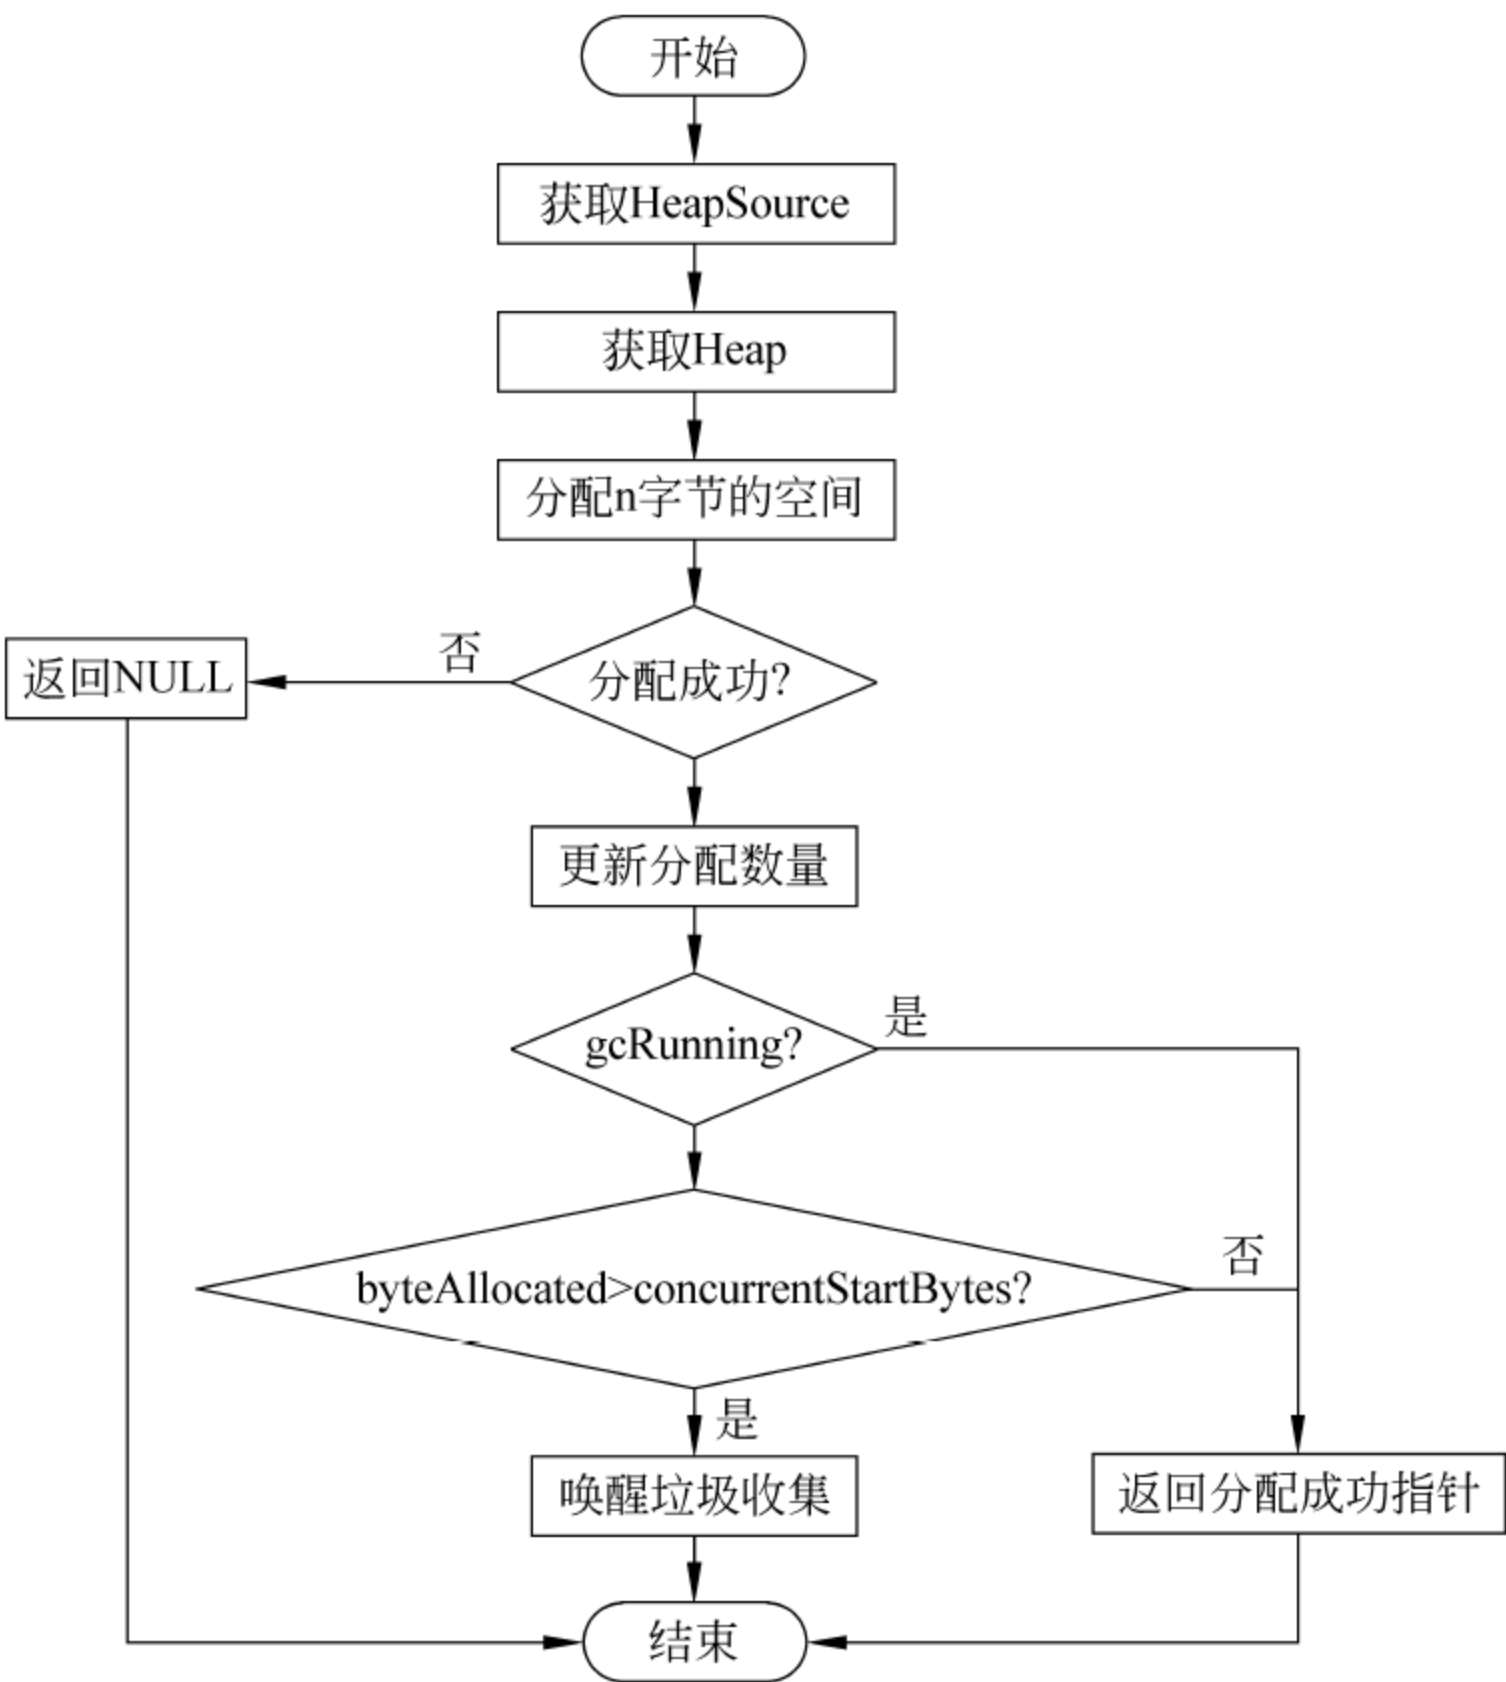 开始
获取HeapSource
获取Heap
分配n字节的空间
否
返回NULL
分配成功?
更新分配数量
是
gcRunning?
否
byteAllocated>concurrentStartBytes?
是
唤醒垃圾收集
返回分配成功指针
结束